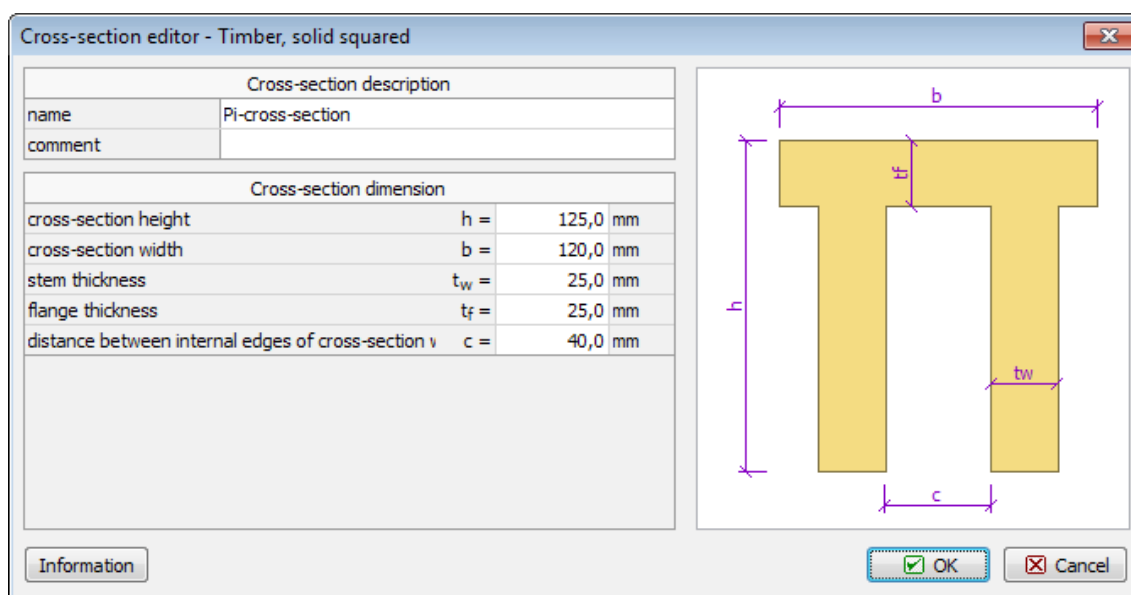 Cross-section editor - Timber, solid squared
Cross-section description
name Pi-cross-section
comment
Cross-section dimension
cross-section height h = 125,0 mm
cross-section width b = 120,0 mm
stem thickness tw = 25,0 mm
flange thickness tf = 25,0 mm
distance between internal edges of cross-section c = 40,0 mm
b
tf
h
tw
c
Information
OK
Cancel